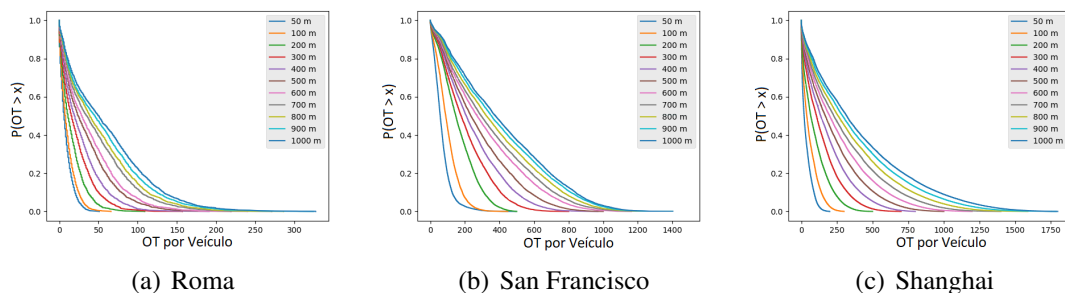 1.0
0.8
0.6
0.4
0.2
0.0
P(OT > x)
0 50 100 150 200 250 300
OT por Veículo
50 m
100 m
200 m
300 m
400 m
500 m
600 m
700 m
800 m
900 m
1000 m
(a) Roma
1.0
0.8
0.6
0.4
0.2
0.0
P(OT > x)
0 200 400 600 800 1000 1200 1400
OT por Veículo
50 m
100 m
200 m
300 m
400 m
500 m
600 m
700 m
800 m
900 m
1000 m
(b) San Francisco
1.0
0.8
0.6
0.4
0.2
0.0
P(OT > x)
0 250 500 750 1000 1250 1500 1750
OT por Veículo
50 m
100 m
200 m
300 m
400 m
500 m
600 m
700 m
800 m
900 m
1000 m
(c) Shanghai